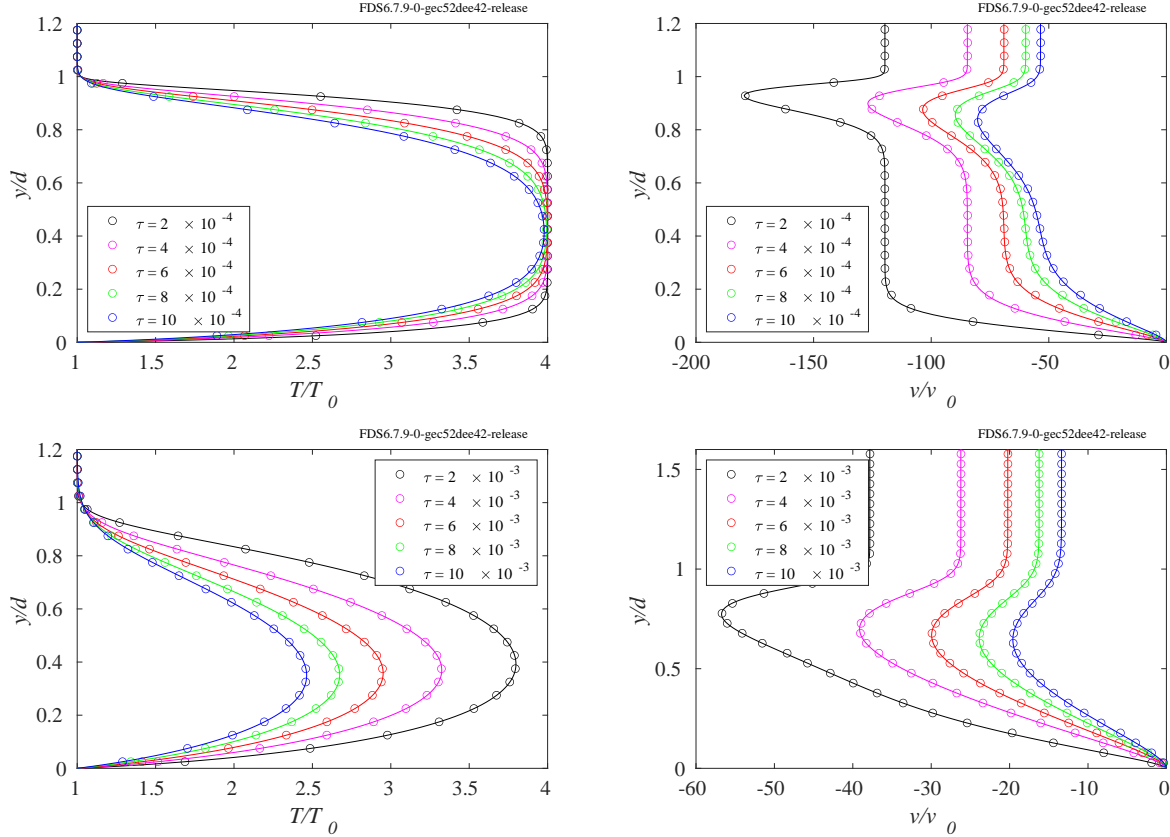 FDS6.7.9-0-gec52dee42-release
1.2
1
0.8
0.6
0.4
0.2
0
y/d
τ = 2 × 10 -4
τ = 4 × 10 -4
τ = 6 × 10 -4
τ = 8 × 10 -4
τ = 10 × 10 -4
1 1.5 2 2.5 3 3.5 4
T/T 0
FDS6.7.9-0-gec52dee42-release
1.2
1
0.8
0.6
0.4
0.2
0
y/d
τ = 2 × 10 -4
τ = 4 × 10 -4
τ = 6 × 10 -4
τ = 8 × 10 -4
τ = 10 × 10 -4
-200 -150 -100 -50 0
v/v 0
FDS6.7.9-0-gec52dee42-release
1.2
1
0.8
0.6
0.4
0.2
0
y/d
τ = 2 × 10 -3
τ = 4 × 10 -3
τ = 6 × 10 -3
τ = 8 × 10 -3
τ = 10 × 10 -3
1 1.5 2 2.5 3 3.5 4
T/T 0
FDS6.7.9-0-gec52dee42-release
1.5
1
0.5
0
y/d
τ = 2 × 10 -3
τ = 4 × 10 -3
τ = 6 × 10 -3
τ = 8 × 10 -3
τ = 10 × 10 -3
-60 -50 -40 -30 -20 -10 0
v/v 0